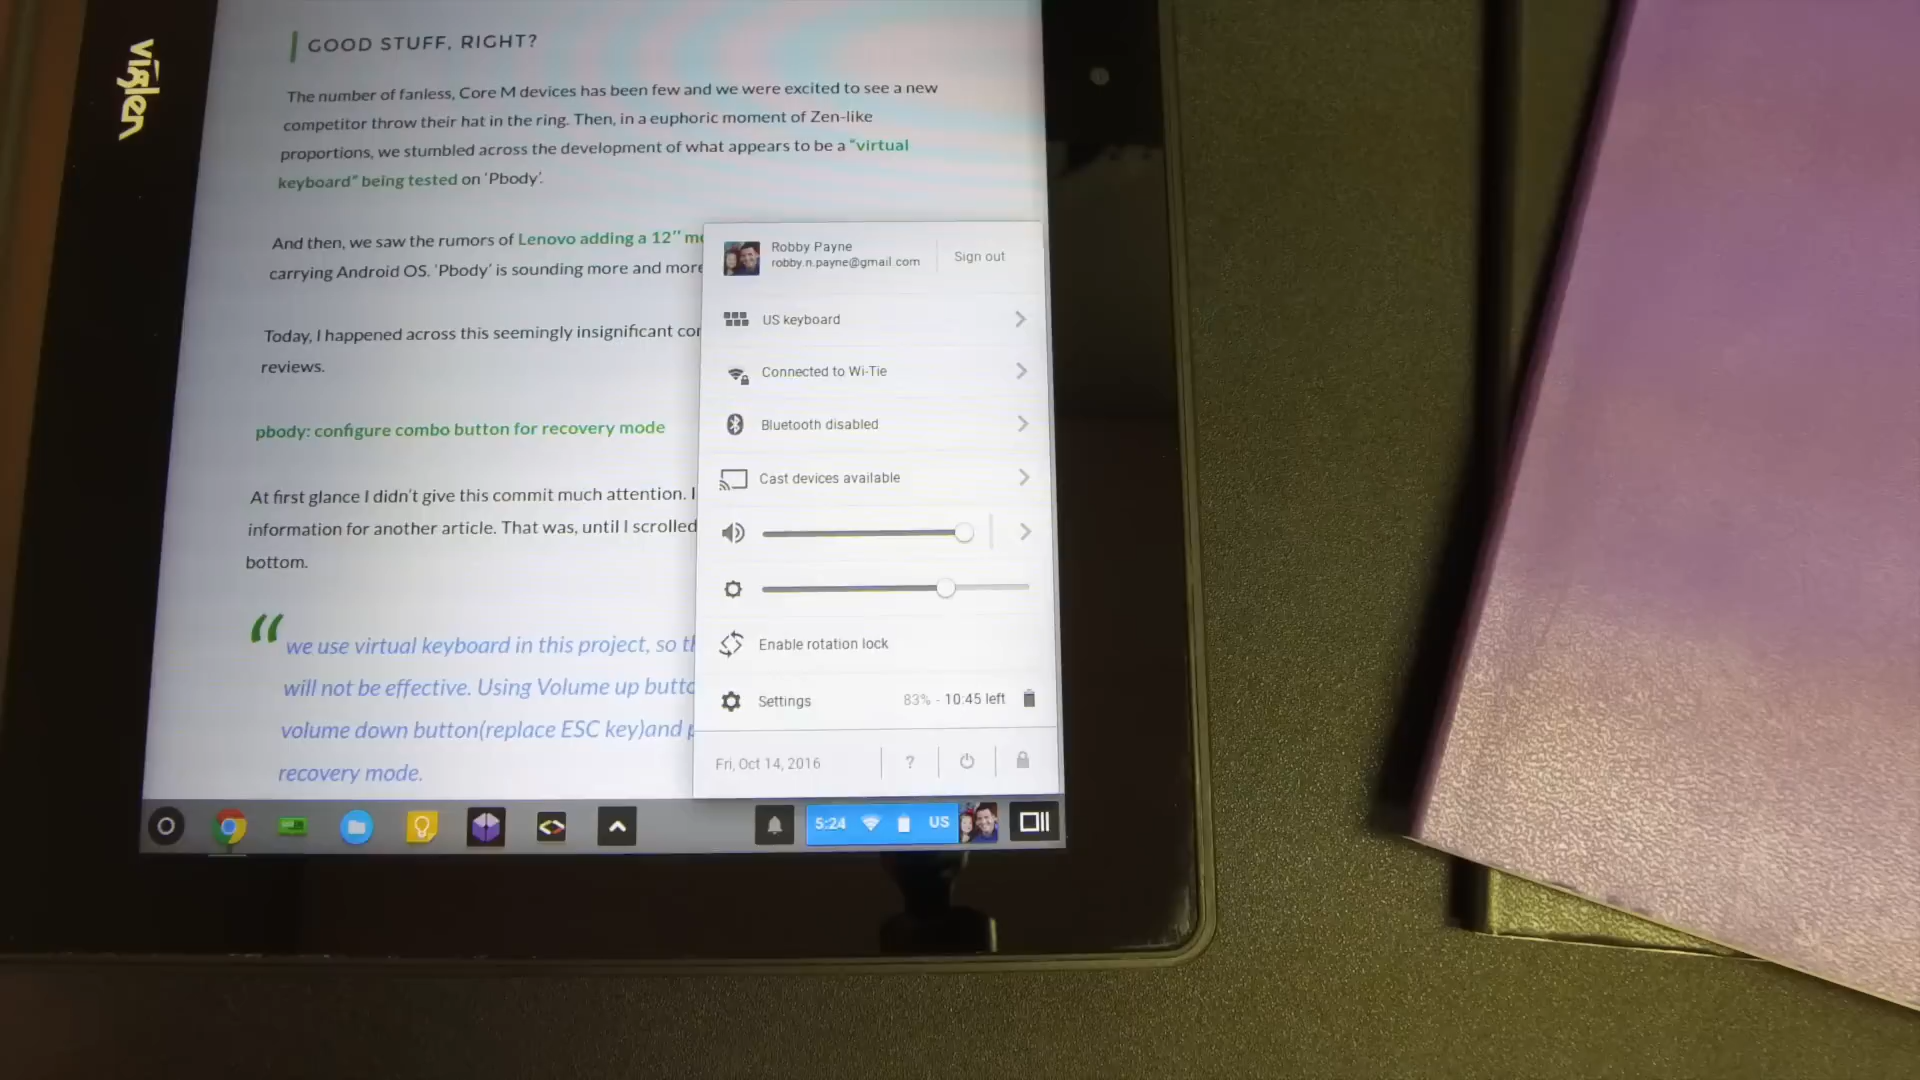 viglen
GOOD STUFF, RIGHT?
The number of fanless, Core M devices has been few and we were excited to see a new
competitor throw their hat in the ring. Then, in a euphoric moment of Zen-like
proportions, we stumbled across the development of what appears to be a “virtual
keyboard” being tested on ‘Pbody’.
And then, we saw the rumors of Lenovo adding a 12″
carrying Android OS. ‘Pbody’ is sounding more and more
Today, I happened across this seemingly insignificant
reviews.
pbody: configure combo button for recovery mode
At first glance I didn’t give this commit much attention. I
information for another article. That was, until I scrolled
bottom.
“
we use virtual keyboard in this project, so
will not be effective. Using Volume up
volume down button(replace ESC key)and
recovery mode.
Robby Payne
robby.n.payne@gmail.com
Sign out
US keyboard
Connected to Wi-Tie
Bluetooth disabled
Cast devices available
Enable rotation lock
Settings 83% - 10:45 left
Fri, Oct 14, 2016 ?
5:24 US